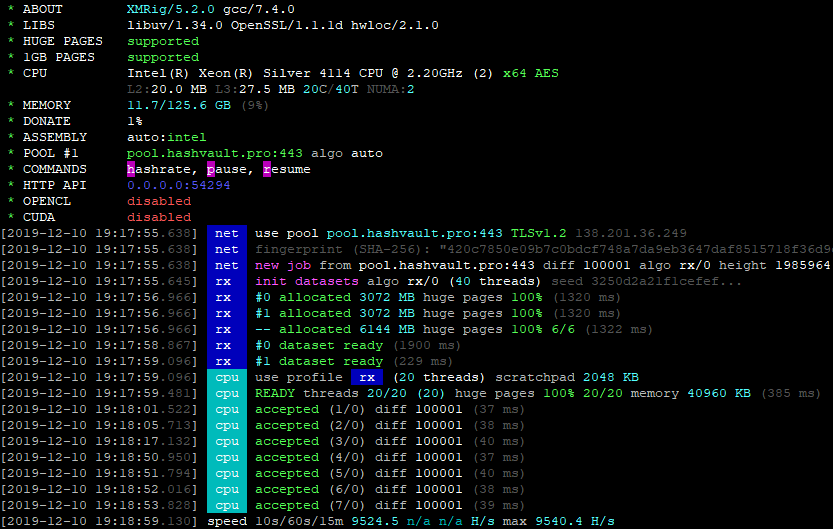 * ABOUT XMRig/5.2.0 gcc/7.4.0
* LIBS libuv/1.34.0 OpenSSL/1.1.1d hwloc/2.1.0
* HUGE PAGES supported
* 1GB PAGES supported
* CPU Intel(R) Xeon(R) Silver 4114 CPU @ 2.20GHz (2) x64 AES
L2:20.0 MB L3:27.5 MB 20C/40T NUMA:2
* MEMORY 11.7/125.6 GB (9%)
* DONATE 1%
* ASSEMBLY auto:intel
* POOL #1 pool.hashvault.pro:443 algo auto
* COMMANDS hashrate, pause, resume
* HTTP API 0.0.0.0:54294
* OPENCL disabled
* CUDA disabled
[2019-12-10 19:17:55.638] net use pool pool.hashvault.pro:443 TLSv1.2 138.201.36.249
[2019-12-10 19:17:55.638] net fingerprint (SHA-256): "420c7850e09b7c0bdcf748a7da9eb3647daf8515718f36d9
[2019-12-10 19:17:55.638] net new job from pool.hashvault.pro:443 diff 100001 algo rx/0 height 1985964
[2019-12-10 19:17:55.645] rx init datasets algo rx/0 (40 threads) seed 3250d2a21f1cefef...
[2019-12-10 19:17:56.966] rx #0 allocated 3072 MB huge pages 100% (1320 ms)
[2019-12-10 19:17:56.966] rx #1 allocated 3072 MB huge pages 100% (1320 ms)
[2019-12-10 19:17:56.966] rx -- allocated 6144 MB huge pages 100% 6/6 (1322 ms)
[2019-12-10 19:17:58.867] rx #0 dataset ready (1900 ms)
[2019-12-10 19:17:59.096] rx #1 dataset ready (229 ms)
[2019-12-10 19:17:59.096] cpu use profile rx (20 threads) scratchpad 2048 KB
[2019-12-10 19:17:59.481] cpu READY threads 20/20 (20) huge pages 100% 20/20 memory 40960 KB (385 ms)
[2019-12-10 19:18:01.522] cpu accepted (1/0) diff 100001 (37 ms)
[2019-12-10 19:18:05.713] cpu accepted (2/0) diff 100001 (38 ms)
[2019-12-10 19:18:17.132] cpu accepted (3/0) diff 100001 (40 ms)
[2019-12-10 19:18:50.950] cpu accepted (4/0) diff 100001 (37 ms)
[2019-12-10 19:18:51.794] cpu accepted (5/0) diff 100001 (40 ms)
[2019-12-10 19:18:52.016] cpu accepted (6/0) diff 100001 (38 ms)
[2019-12-10 19:18:53.828] cpu accepted (7/0) diff 100001 (39 ms)
[2019-12-10 19:18:59.130] speed 10s/60s/15m 9524.5 n/a n/a H/s max 9540.4 H/s